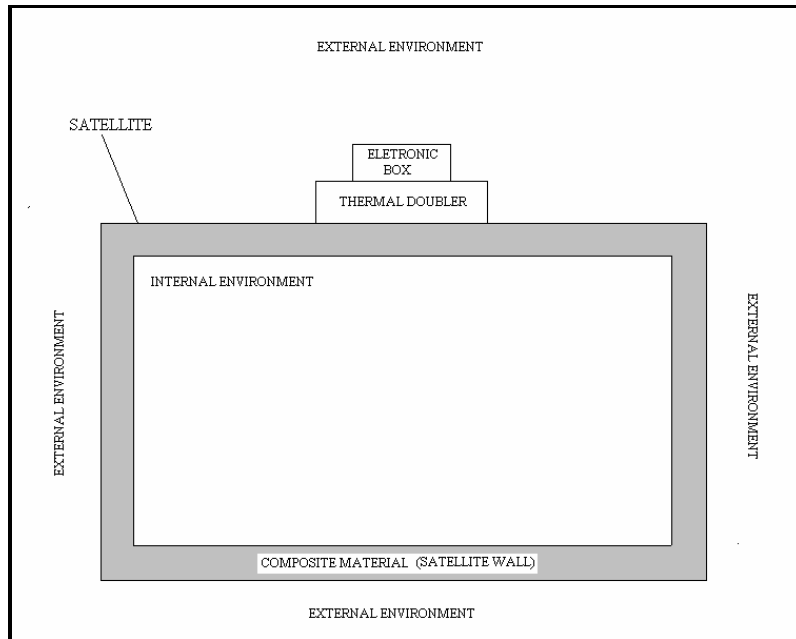 EXTERNAL ENVIRONMENT
SATELLITE
ELETRONIC
BOX
THERMAL DOUBLER
INTERNAL ENVIRONMENT
EXTERNAL ENVIRONMENT
EXTERNAL ENVIRONMENT
COMPOSITE MATERIAL (SATELLITE WALL)
EXTERNAL ENVIRONMENT